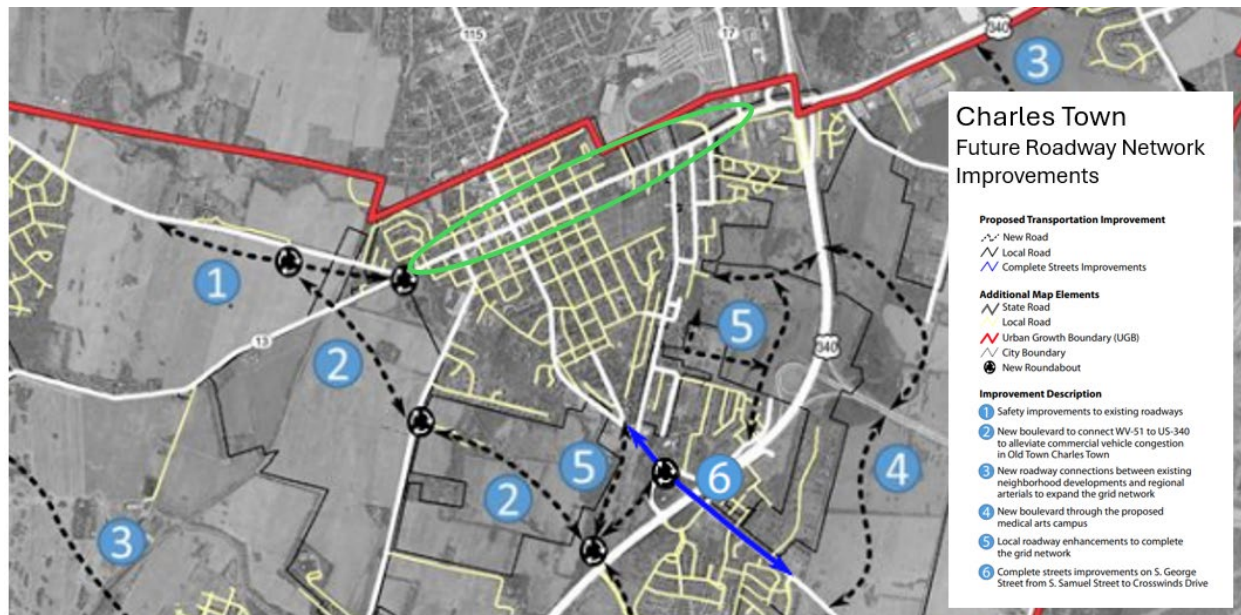 115
17
340
3
Charles Town
Future Roadway Network
Improvements
Proposed Transportation Improvement
New Road
Local Road
Complete Streets Improvements
Additional Map Elements
State Road
Local Road
Urban Growth Boundary (UGB)
City Boundary
New Roundabout
Improvement Description
1 Safety improvements to existing roadways
2 New boulevard to connect WV-51 to US-340
to alleviate commercial vehicle congestion
in Old Town Charles Town
3 New roadway connections between existing
neighborhood developments and regional
arterials to expand the grid network
4 New boulevard through the proposed
medical arts campus
5 Local roadway enhancements to complete
the grid network
6 Complete streets improvements on S. George
Street from S. Samuel Street to Crosswinds Drive
1
13
2
5
340
3
2
5
6
4